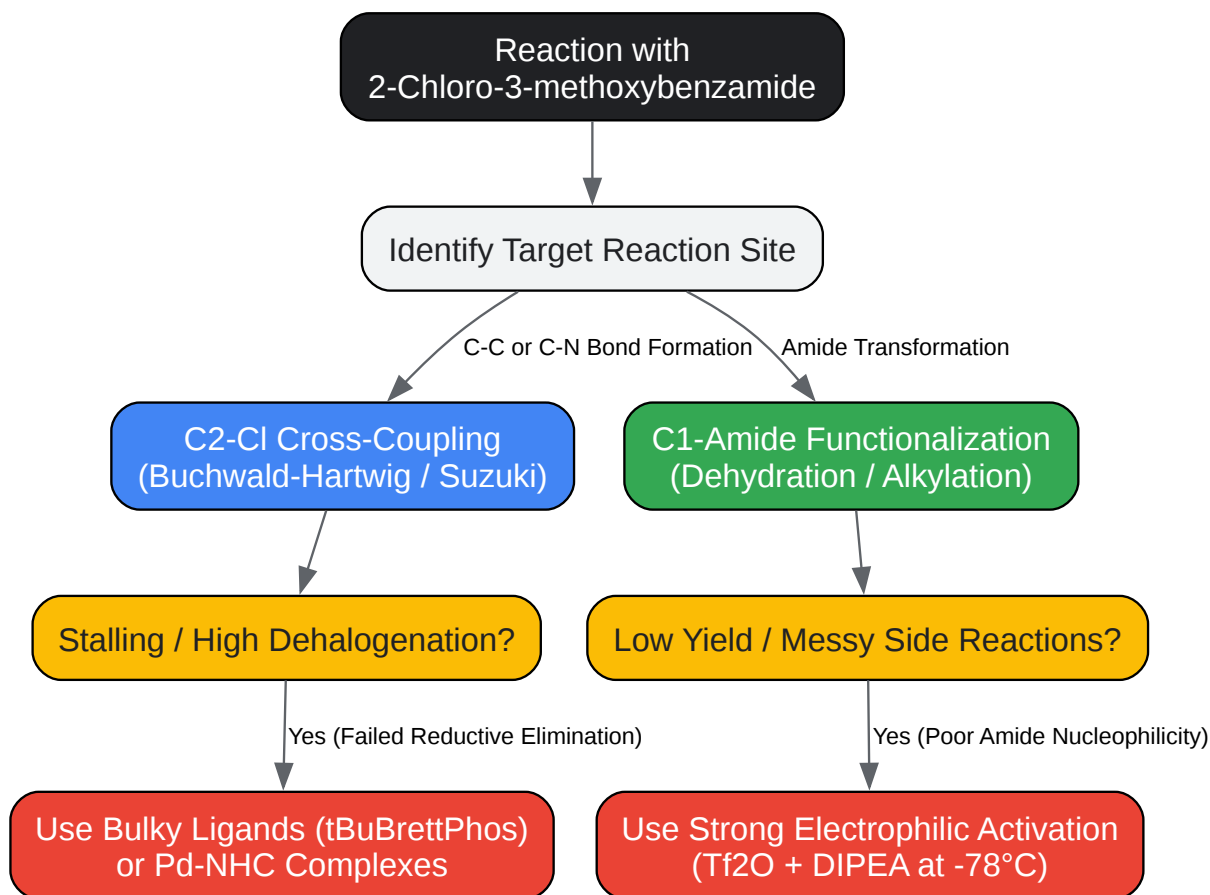 Reaction with
2-Chloro-3-methoxybenzamide
Identify Target Reaction Site
C-C or C-N Bond Formation
Amide Transformation
C2-Cl Cross-Coupling
(Buchwald-Hartwig / Suzuki)
C1-Amide Functionalization
(Dehydration / Alkylation)
Stalling / High Dehalogenation?
Low Yield / Messy Side Reactions?
Yes (Failed Reductive Elimination)
Yes (Poor Amide Nucleophilicity)
Use Bulky Ligands (tBuBrettPhos)
or Pd-NHC Complexes
Use Strong Electrophilic Activation
(Tf2O + DIPEA at -78°C)